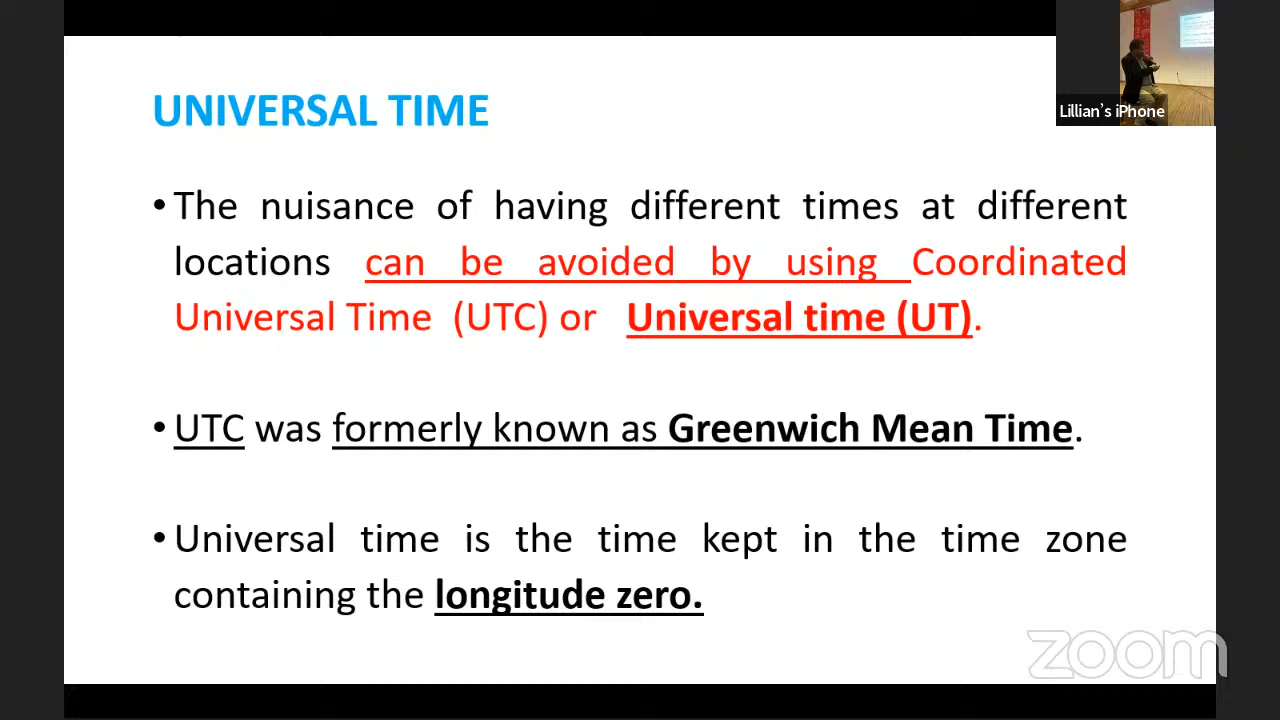 UNIVERSAL TIME
• The nuisance of having different times at different
locations can be avoided by using Coordinated
Universal Time (UTC) or Universal time (UT).
• UTC was formerly known as Greenwich Mean Time.
• Universal time is the time kept in the time zone
containing the longitude zero.
Lillian's iPhone
zoom